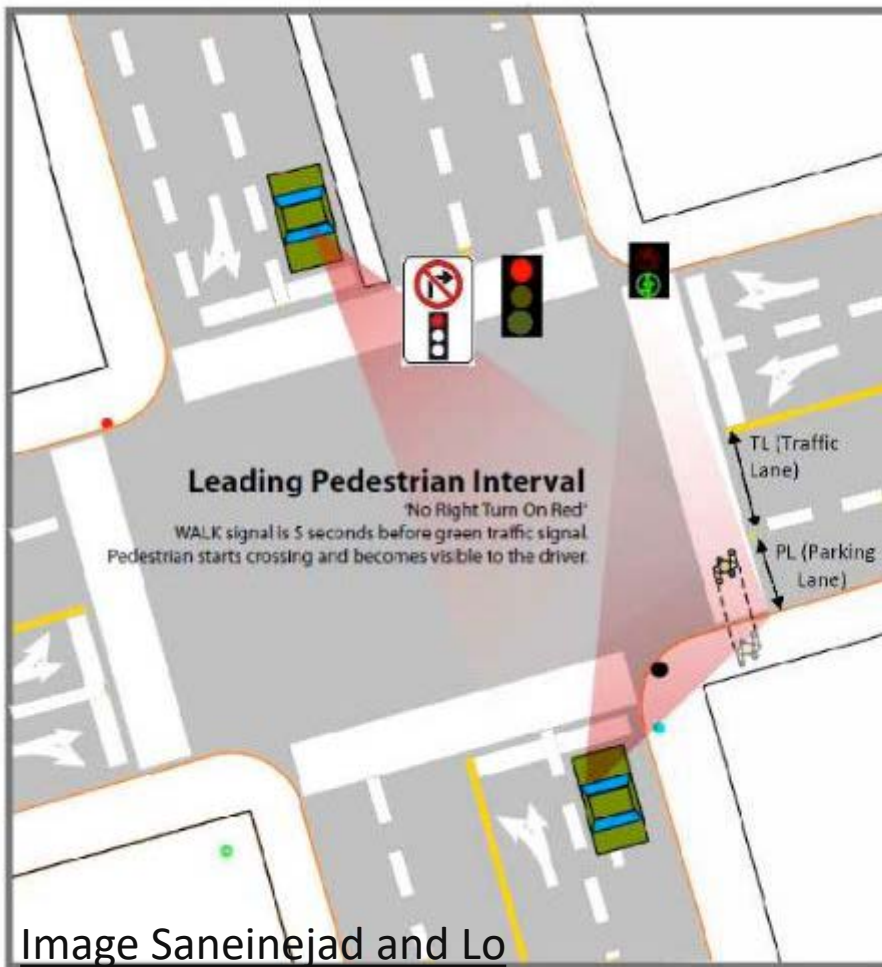 Leading Pedestrian Interval
'No Right Turn On Red'
WALK signal is 5 seconds before green traffic signal.
Pedestrian starts crossing and becomes visible to the driver.
TL (Traffic
Lane)
PL (Parking
Lane)
Image Saneinejad and Lo